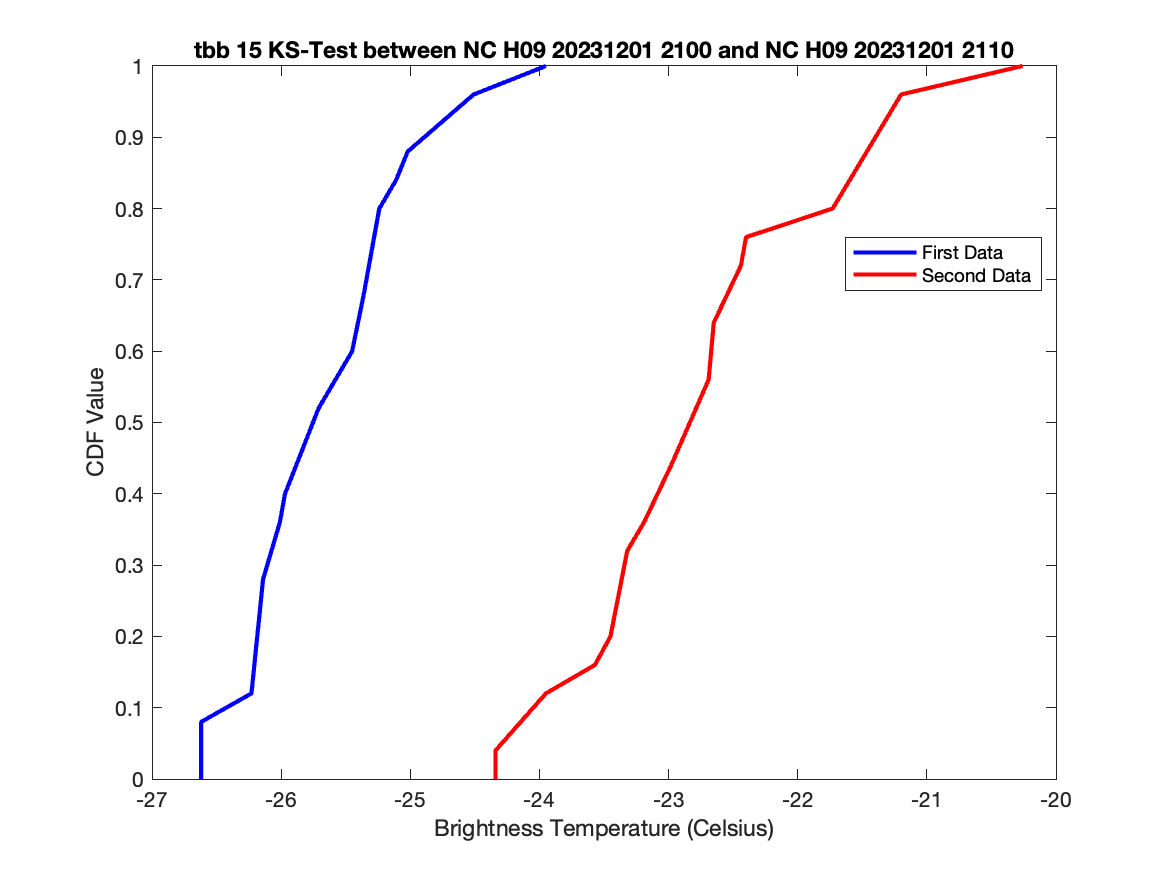 tbb 15 KS-Test between NC H09 20231201 2100 and NC H09 20231201 2110
1
0.9
0.8
0.7
0.6
0.5
0.4
0.3
0.2
0.1
0
CDF Value
First Data
Second Data
-27 -26 -25 -24 -23 -22 -21 -20
Brightness Temperature (Celsius)